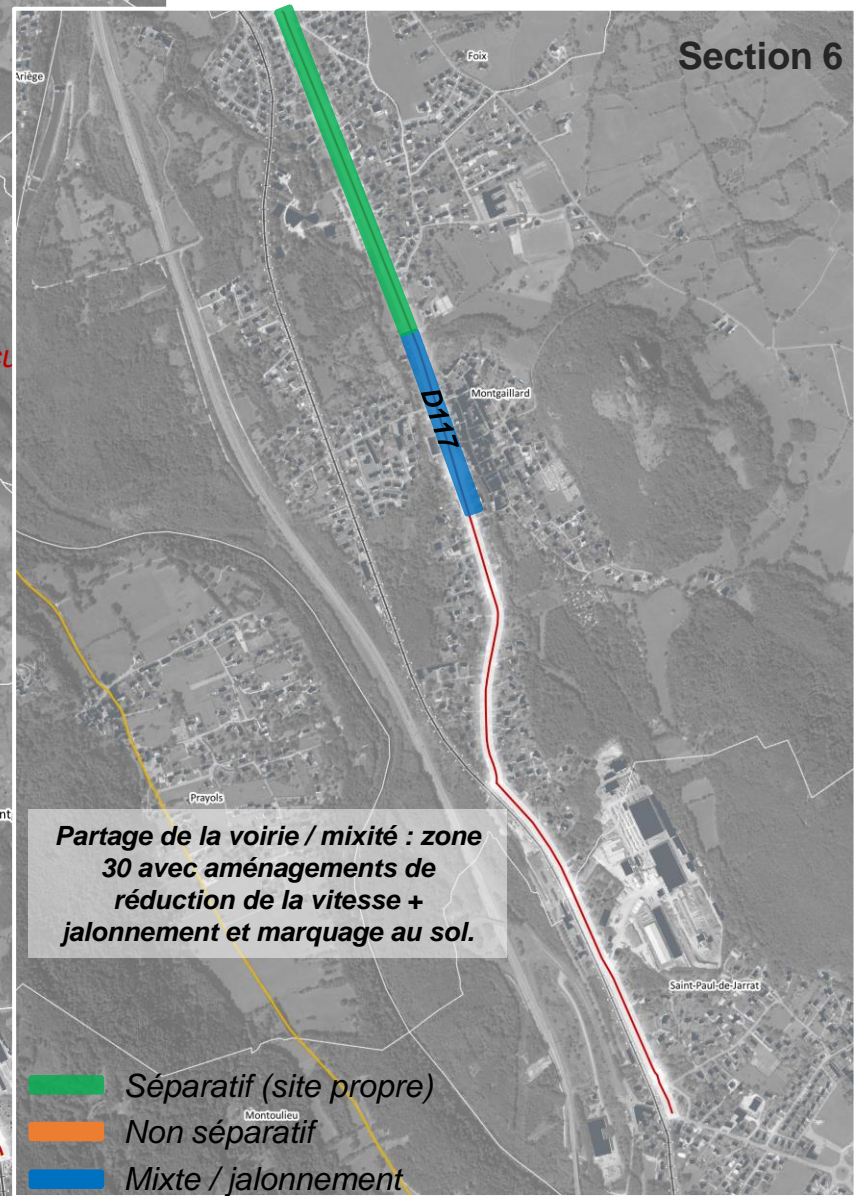 Section 6
Foix
Ariège
Montgaillard
D117
Prayols
Partage de la voirie / mixité : zone
30 avec aménagements de
réduction de la vitesse +
jalonnement et marquage au sol.
Saint-Paul-de-Jarrat
Séparatif (site propre)
Montoulieu
Non séparatif
Mixte / jalonnement